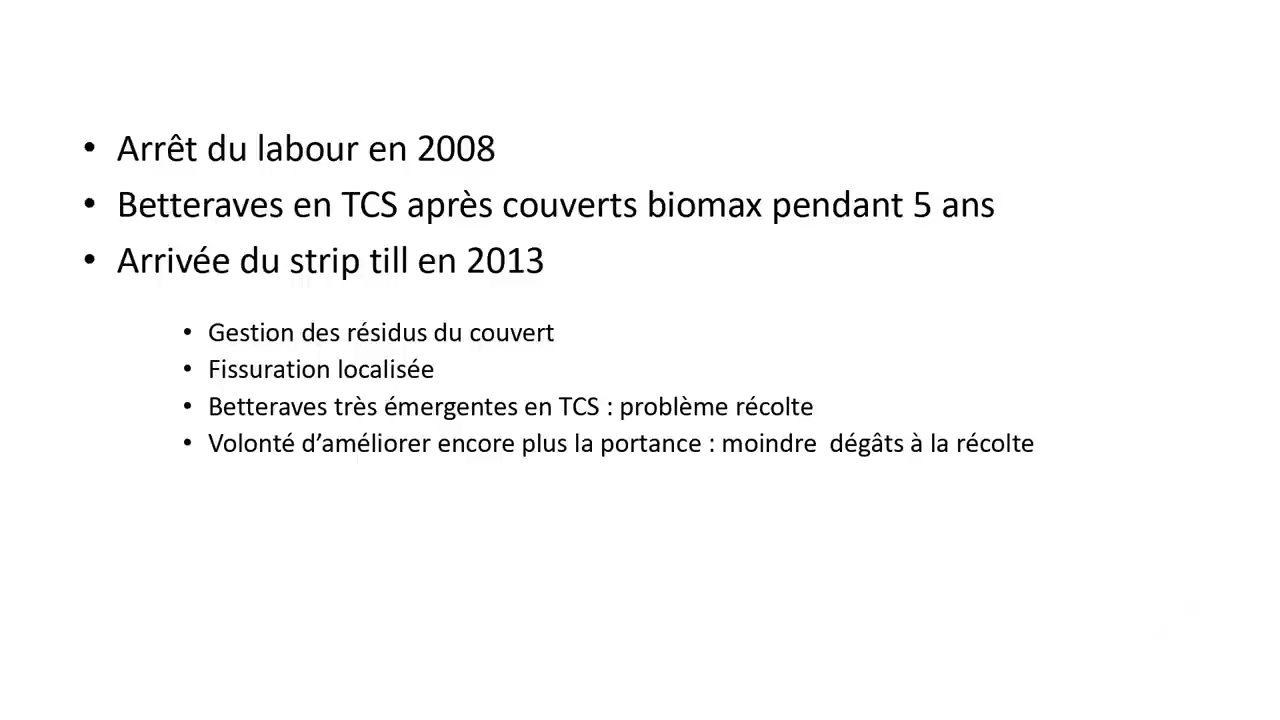 • Arrêt du labour en 2008
• Betteraves en TCS après couverts biomax pendant 5 ans
• Arrivée du strip till en 2013
• Gestion des résidus du couvert
• Fissuration localisée
• Betteraves très émergentes en TCS : problème récolte
• Volonté d’améliorer encore plus la portance : moindre  dégâts à la récolte